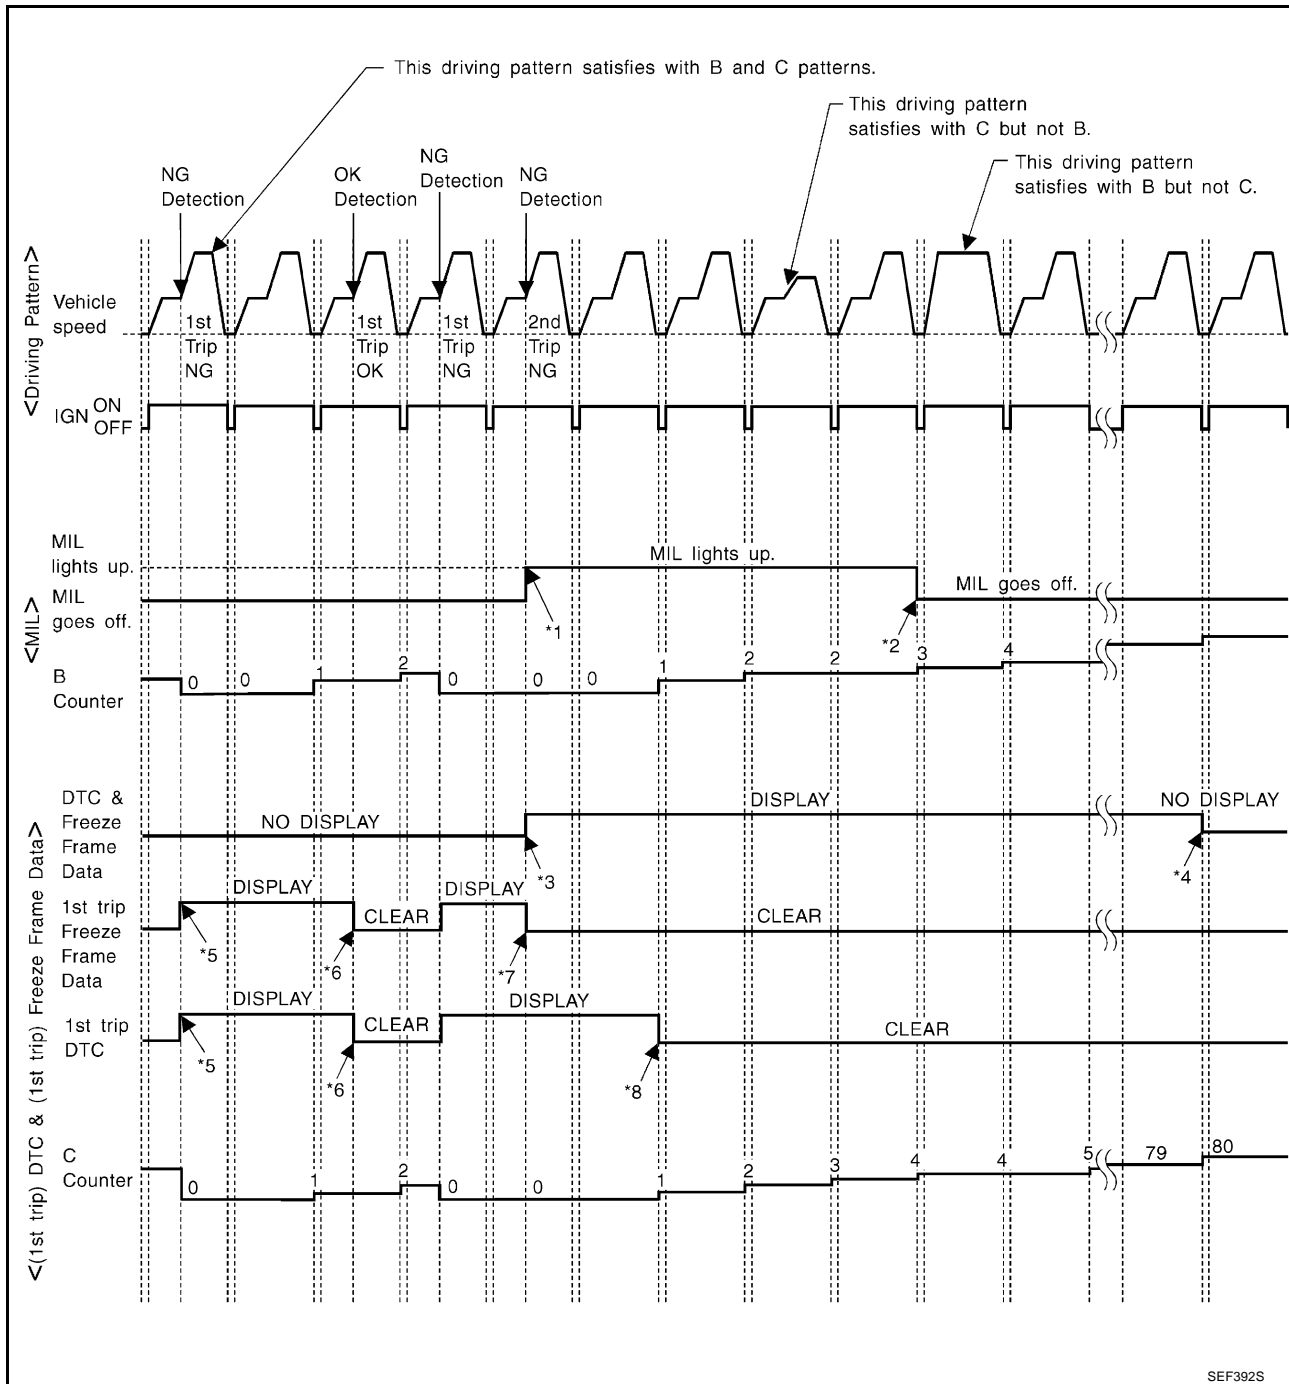 This driving pattern satisfies with B and C patterns.
This driving pattern
satisfies with C but not B.
This driving pattern
satisfies with B but not C.
NG
Detection
OK
Detection
NG
Detection
NG
Detection
<Driving Pattern>
Vehicle
speed
1st
Trip
NG
1st
Trip
OK
1st
Trip
NG
2nd
Trip
NG
IGN ON
OFF
<MIL>
MIL
lights up.
MIL
goes off.
MIL lights up.
MIL goes off.
*1
*2
B
Counter
0 0 1 2 0 0 0 1 2 2 3 4
<(1st trip) DTC & (1st trip) Freeze Frame Data>
DTC &
Freeze
Frame
Data
NO DISPLAY
DISPLAY
NO DISPLAY
*3
*4
1st trip
Freeze
Frame
Data
DISPLAY
CLEAR
DISPLAY
CLEAR
*5
*6
*7
1st trip
DTC
DISPLAY
CLEAR
DISPLAY
CLEAR
*5
*6
*8
C
Counter
0 1 2 0 0 1 2 3 4 4 5 79 80
SEF392S